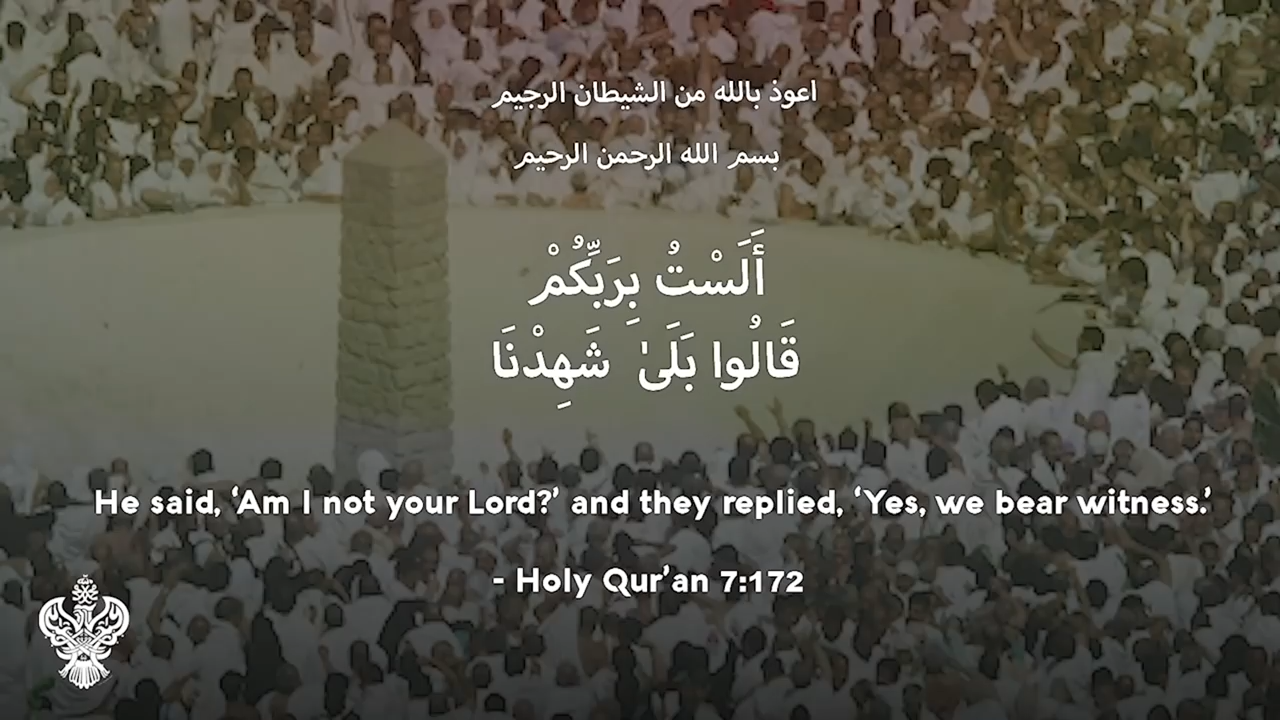 اعوذ بالله من الشيطان الرجيم
بسم الله الرحمن الرحيم
أَلَسْتُ بِرَبِّكُمْ
قَالُوا بَلَىٰ شَهِدْنَا
He said, ‘Am I not your Lord?’ and they replied, ‘Yes, we bear witness.’
- Holy Qur’an 7:172